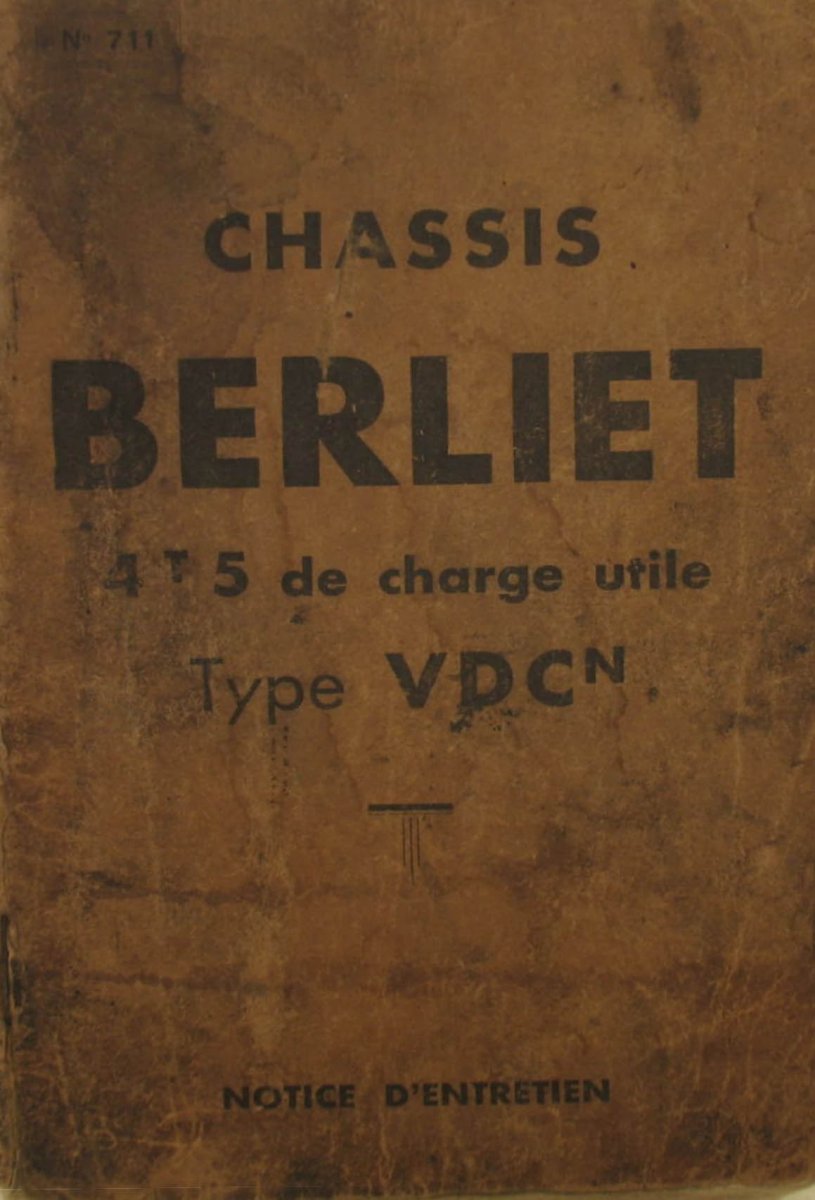 N° 711
CHASSIS
BERLIET
4ᵀ5 de charge utile
Type VDCᴺ
NOTICE D'ENTRETIEN